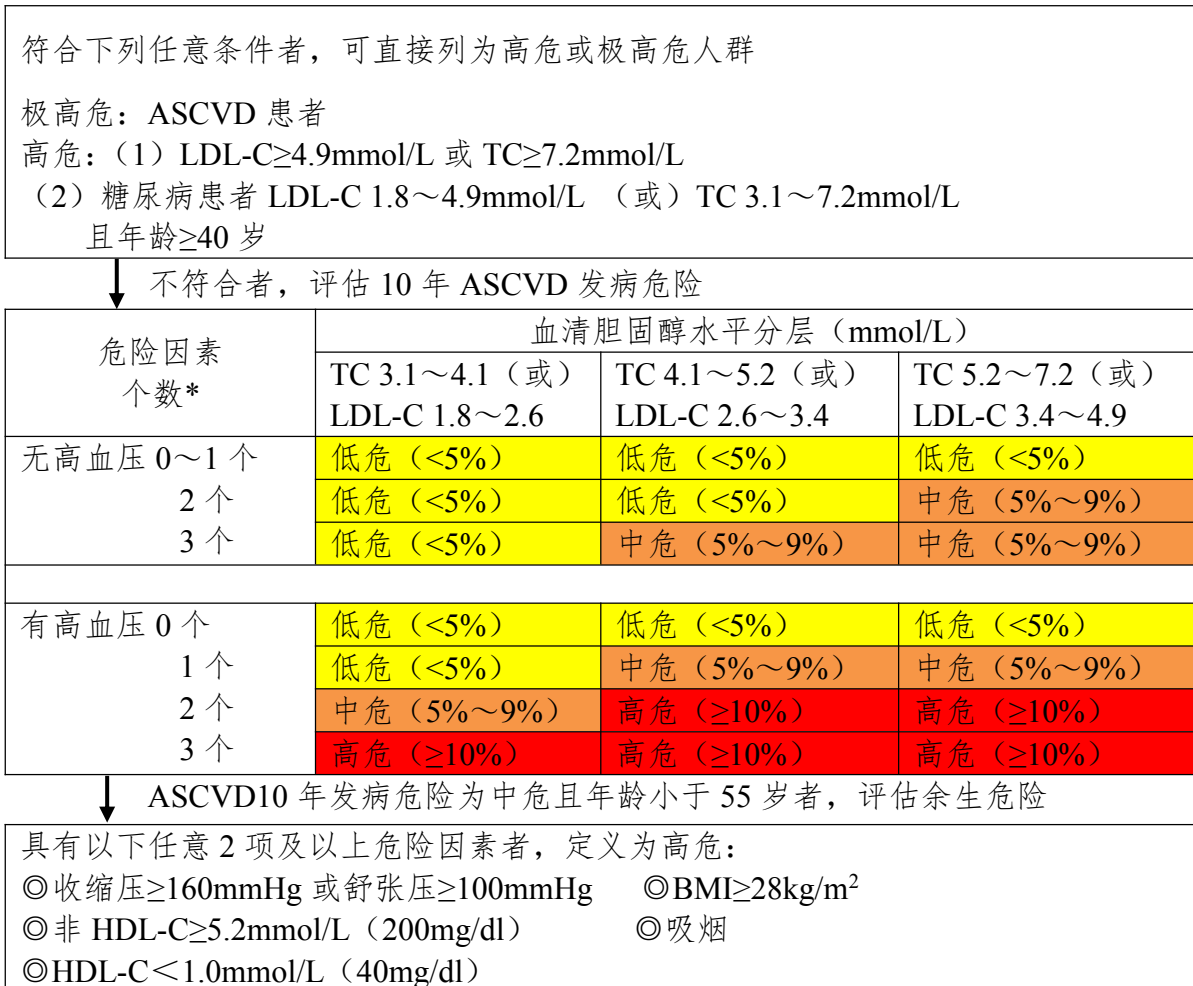 符合下列任意条件者，可直接列为高危或极高危人群
极高危：ASCVD 患者
高危：（1）LDL-C≥4.9mmol/L 或 TC≥7.2mmol/L
（2）糖尿病患者 LDL-C 1.8～4.9mmol/L （或）TC 3.1～7.2mmol/L
且年龄≥40 岁
不符合者，评估 10 年 ASCVD 发病危险
危险因素
个数*
血清胆固醇水平分层（mmol/L）
TC 3.1～4.1（或）
LDL-C 1.8～2.6
TC 4.1～5.2（或）
LDL-C 2.6～3.4
TC 5.2～7.2（或）
LDL-C 3.4～4.9
无高血压 0～1 个 低危（<5%） 低危（<5%） 低危（<5%）
2 个 低危（<5%） 低危（<5%） 中危（5%～9%）
3 个 低危（<5%） 中危（5%～9%） 中危（5%～9%）
有高血压 0 个 低危（<5%） 低危（<5%） 低危（<5%）
1 个 低危（<5%） 中危（5%～9%） 中危（5%～9%）
2 个 中危（5%～9%） 高危（≥10%） 高危（≥10%）
3 个 高危（≥10%） 高危（≥10%） 高危（≥10%）
ASCVD10 年发病危险为中危且年龄小于 55 岁者，评估余生危险
具有以下任意 2 项及以上危险因素者，定义为高危：
◎收缩压≥160mmHg 或舒张压≥100mmHg ◎BMI≥28kg/m²
◎非 HDL-C≥5.2mmol/L（200mg/dl） ◎吸烟
◎HDL-C＜1.0mmol/L（40mg/dl）